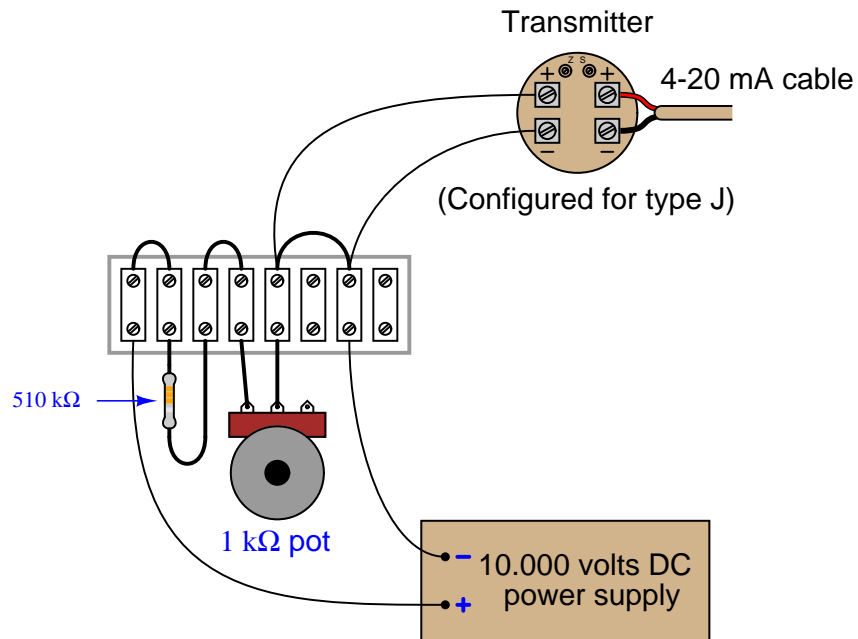 Transmitter
Z S
+ +
4-20 mA cable
− −
(Configured for type J)
510 kΩ
1 kΩ pot
− 10.000 volts DC
+ power supply